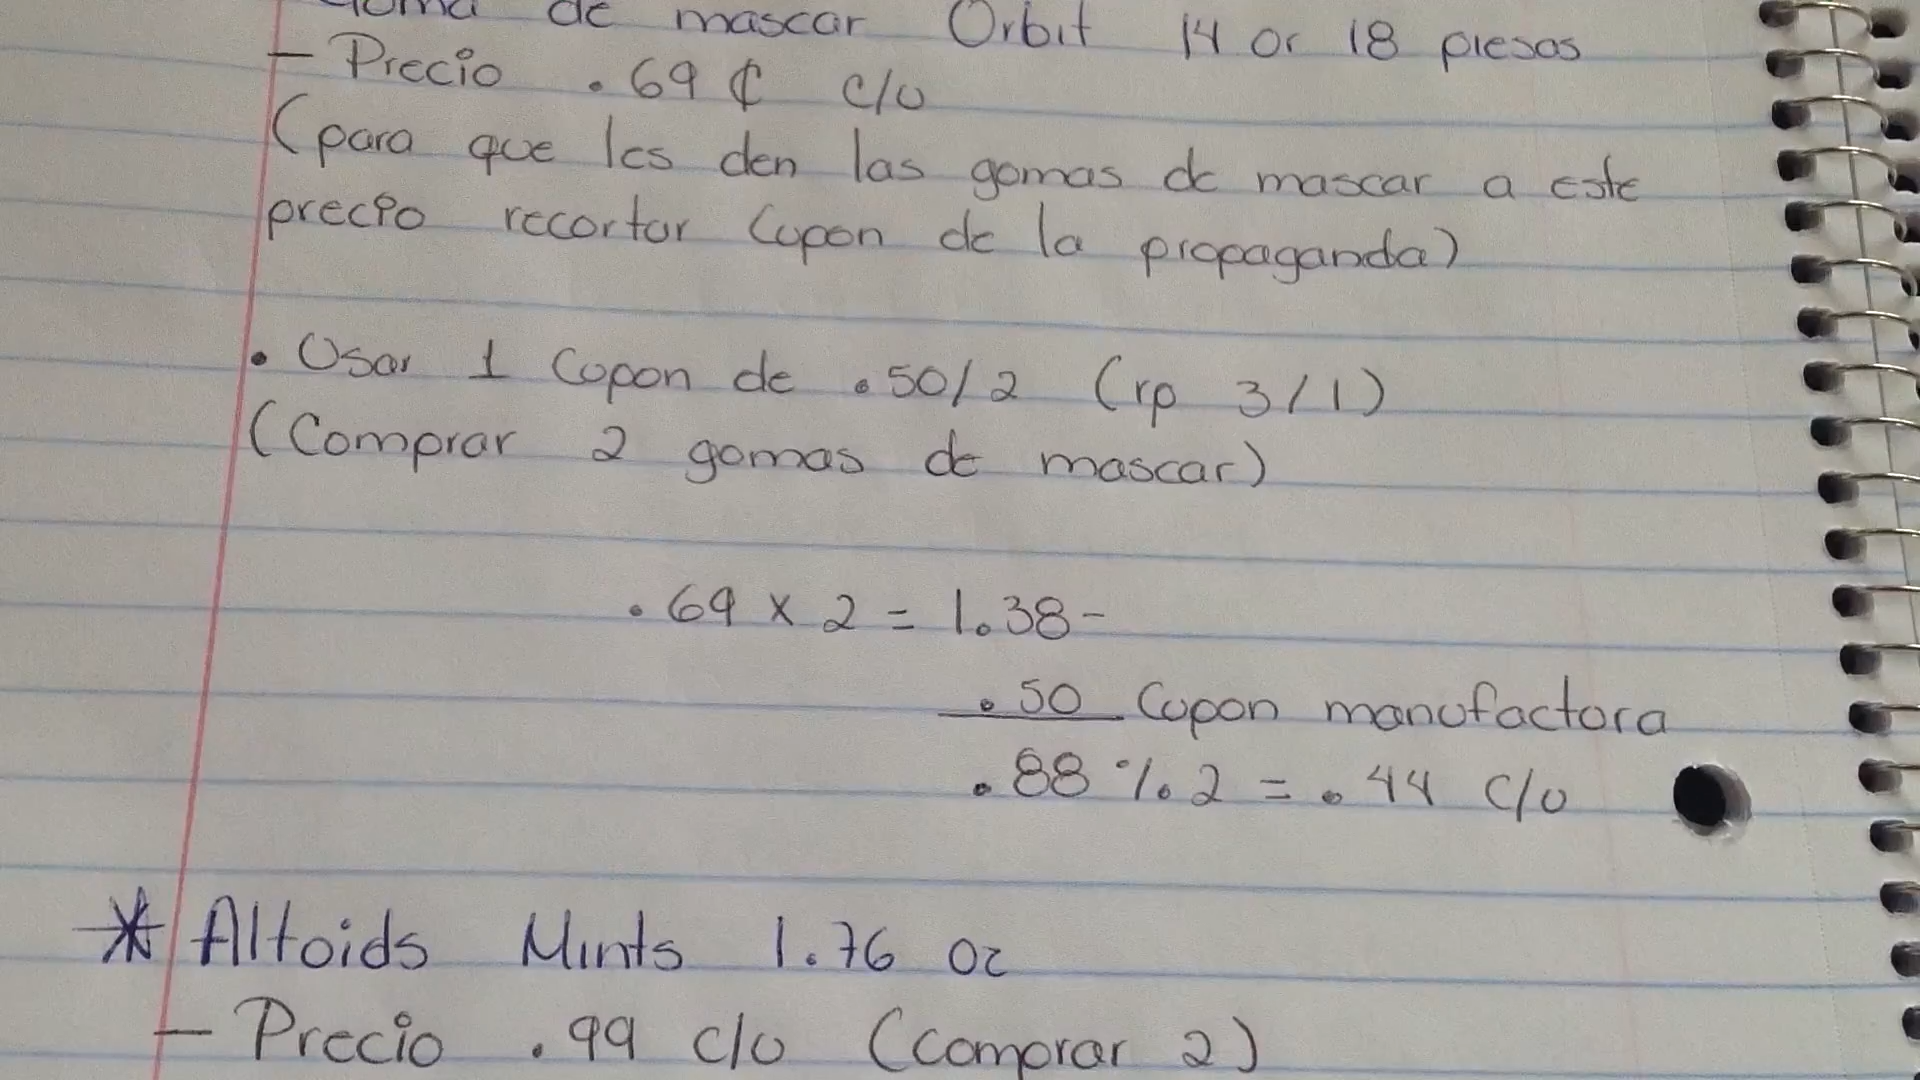 Goma de mascar Orbit 14 or 18 piesas
- Precio .69 ¢ c/u
(para que les den las gomas de mascar a este
precio recortar Cupon de la propaganda)
• Usar 1 Cupon de .50/2 (rp 3/1)
(Comprar 2 gomas de mascar)
.69 x 2 = 1.38 -
.50 Cupon manufactora
.88 % 2 = .44 c/u
* Altoids Mints 1.76 oz
- Precio .99 c/u (comprar 2)